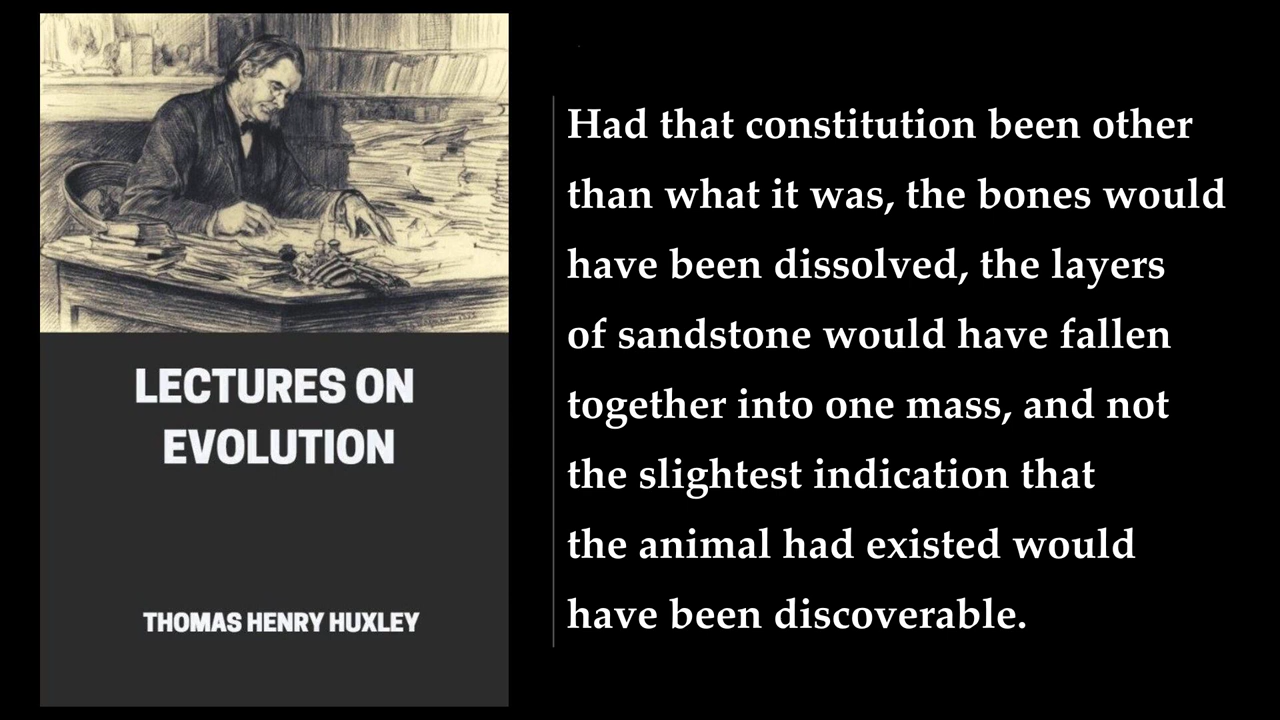 LECTURES ON
EVOLUTION
THOMAS HENRY HUXLEY
Had that constitution been other
than what it was, the bones would
have been dissolved, the layers
of sandstone would have fallen
together into one mass, and not
the slightest indication that
the animal had existed would
have been discoverable.